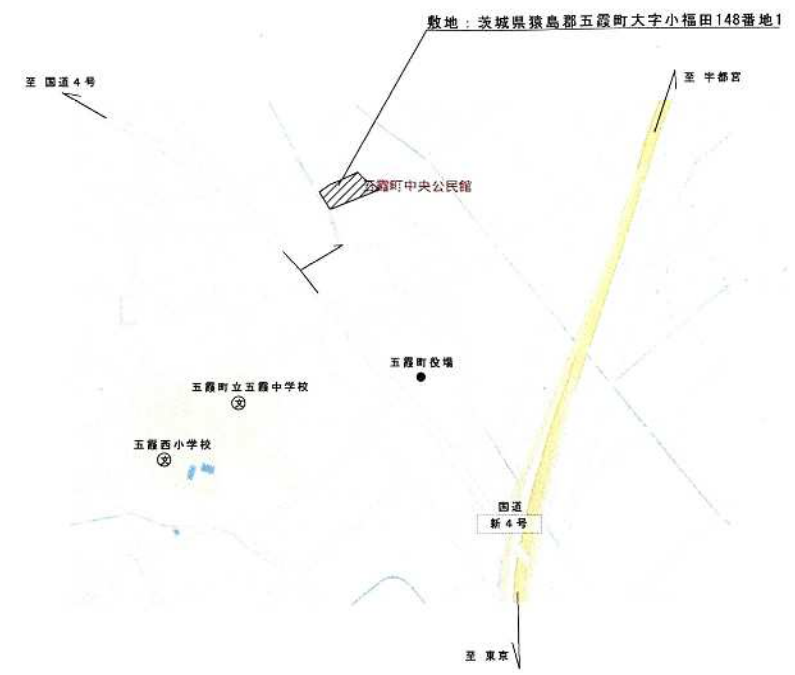 敷地：茨城県猿島郡五霞町大字小福田148番地1
至 国道4号
至 宇都宮
五霞町中央公民館
五霞町役場
五霞町立五霞中学校
文
五霞西小学校
文
国道
新4号
至 東京